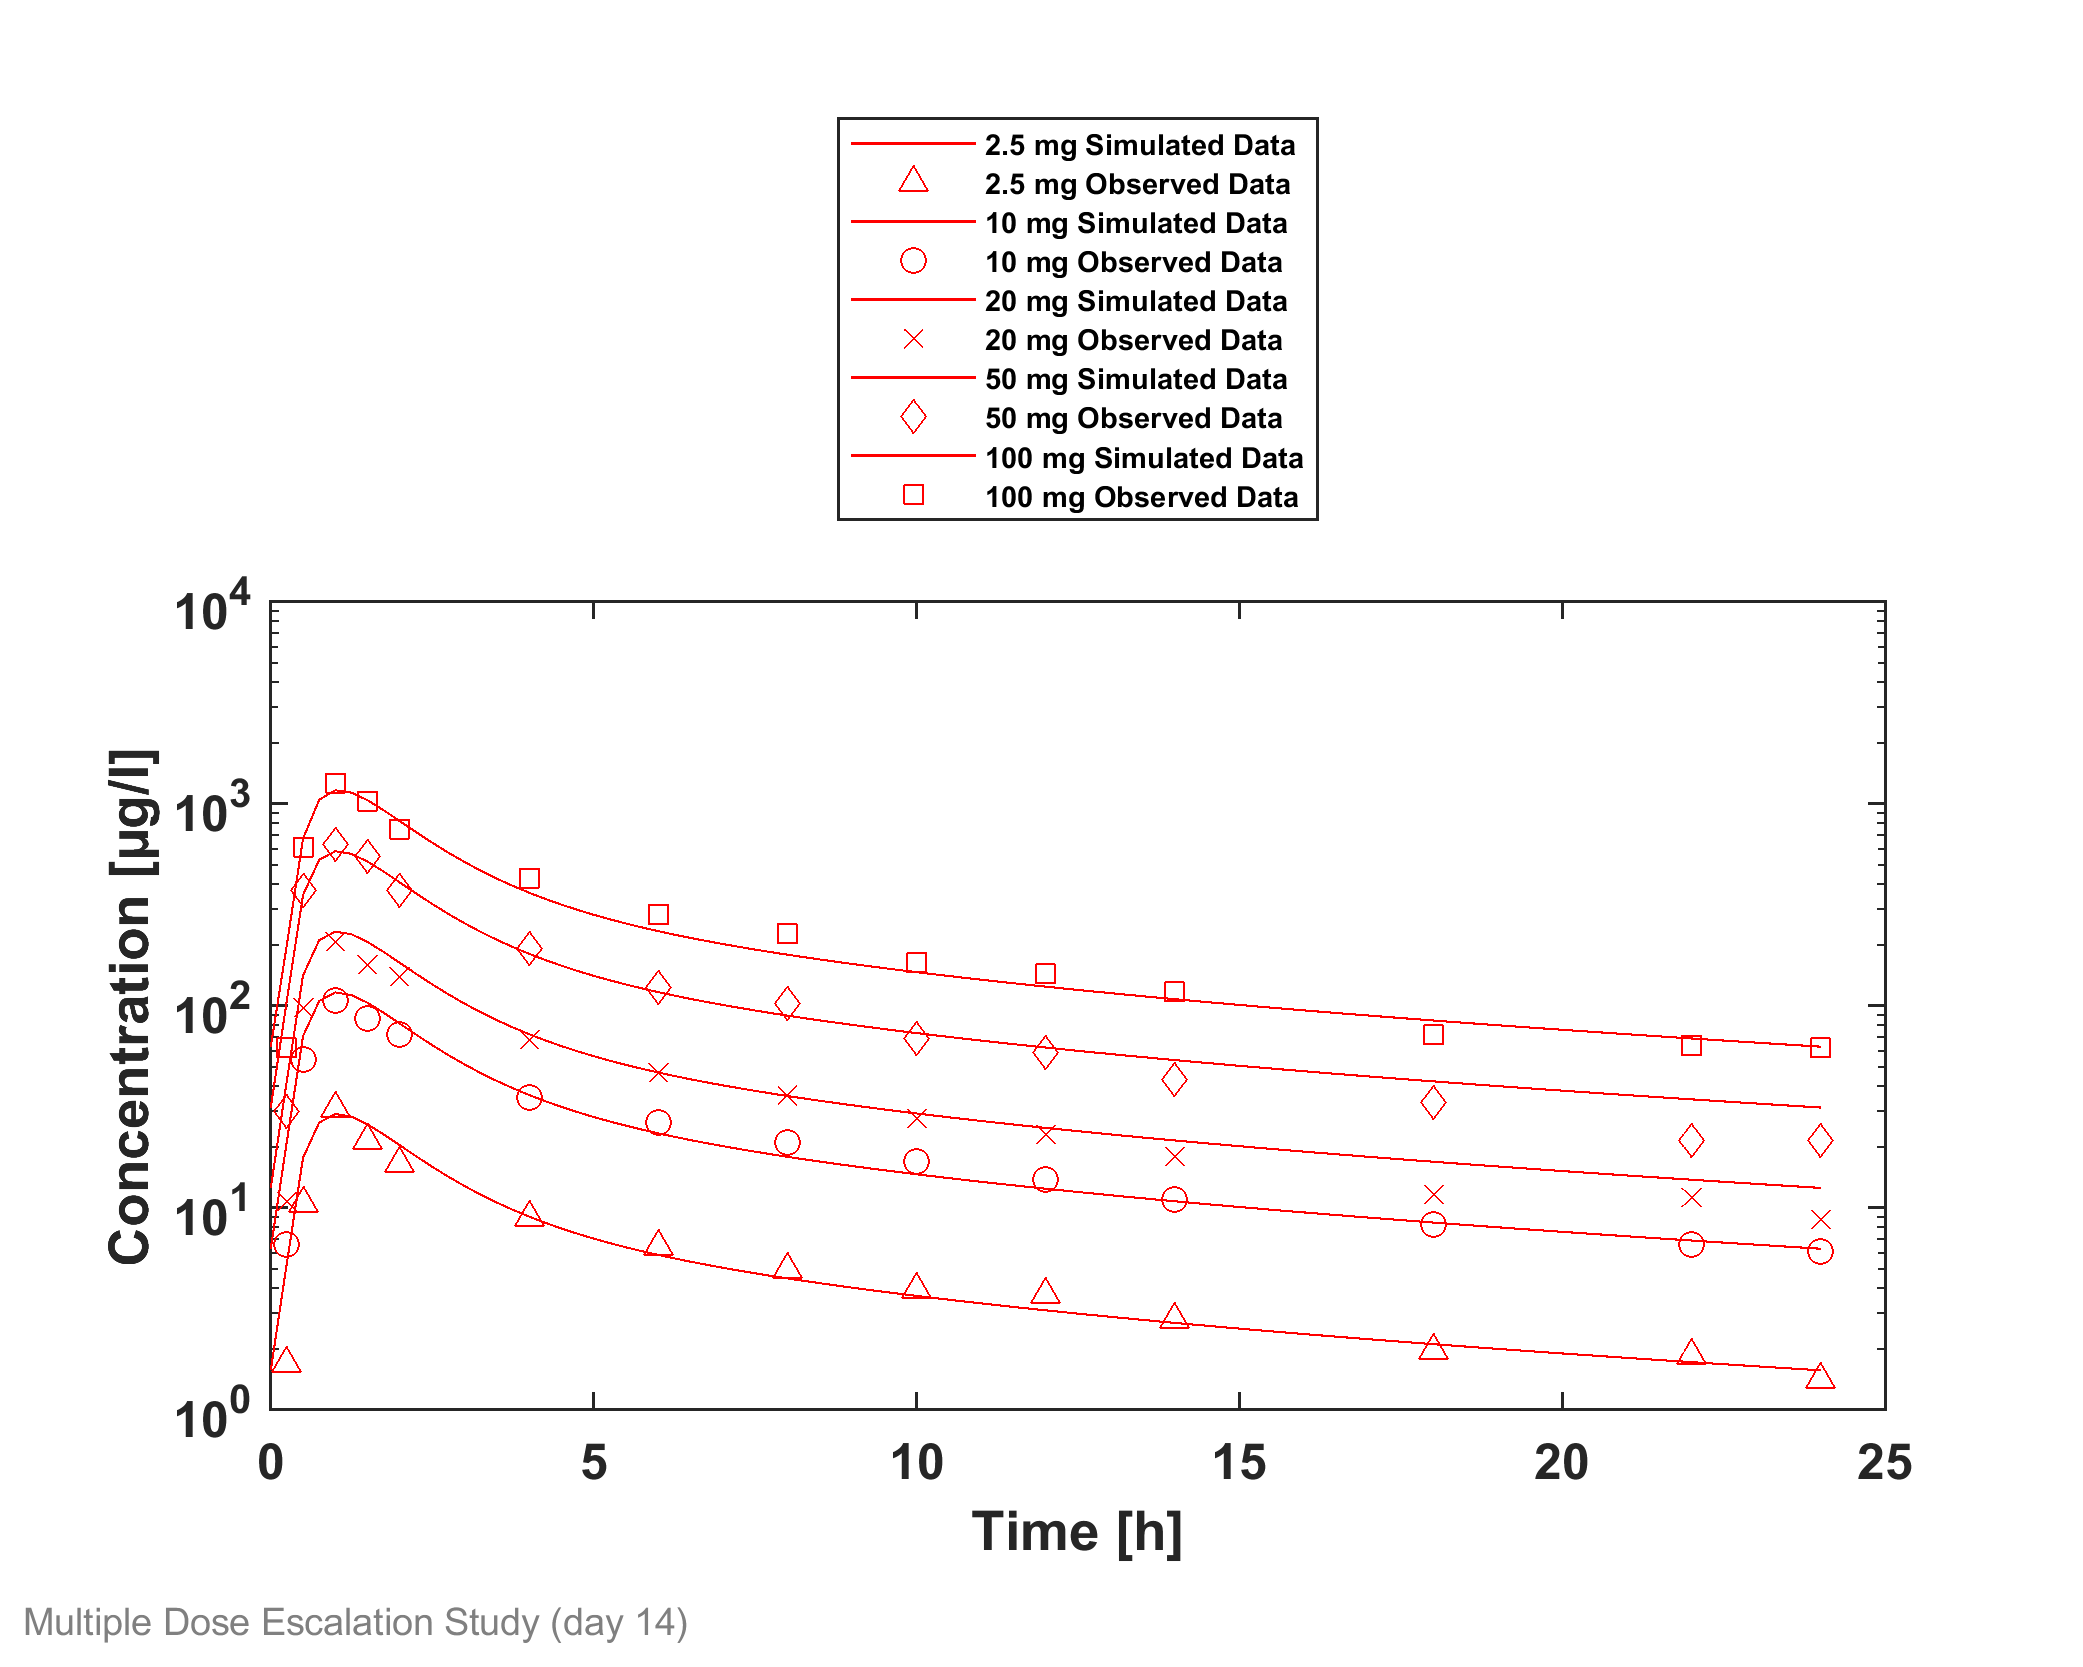 2.5 mg Simulated Data
2.5 mg Observed Data
10 mg Simulated Data
10 mg Observed Data
20 mg Simulated Data
20 mg Observed Data
50 mg Simulated Data
50 mg Observed Data
100 mg Simulated Data
100 mg Observed Data
10^4
10^3
10^2
10^1
10^0
Concentration [µg/l]
0 5 10 15 20 25
Time [h]
Multiple Dose Escalation Study (day 14)